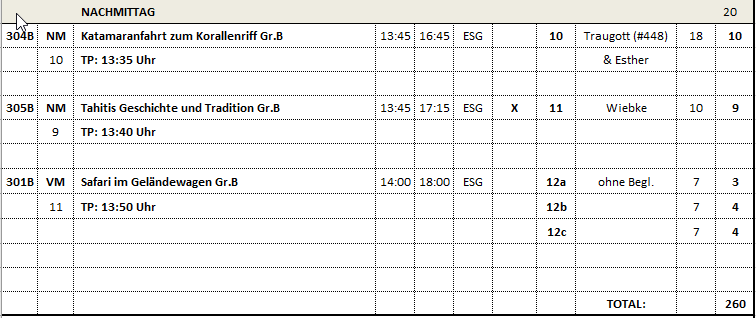 NACHMITTAG 20
304B NM Katamaranfahrt zum Korallenriff Gr.B 13:45 16:45 ESG 10 Traugott (#448) 18 10
10 TP: 13:35 Uhr & Esther
305B NM Tahitis Geschichte und Tradition Gr.B 13:45 17:15 ESG X 11 Wiebke 10 9
9 TP: 13:40 Uhr
301B VM Safari im Geländewagen Gr.B 14:00 18:00 ESG 12a ohne Begl. 7 3
11 TP: 13:50 Uhr 12b 7 4
12c 7 4
TOTAL: 260